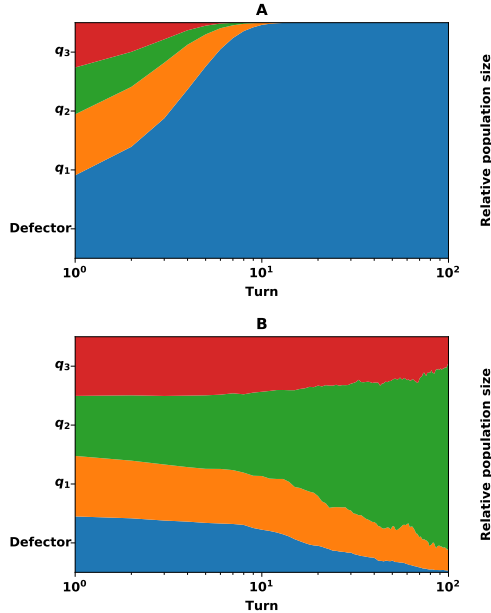 A
q3
q2
q1
Defector
10^0
10^1
10^2
Turn
Relative population size
B
q3
q2
q1
Defector
10^0
10^1
10^2
Turn
Relative population size